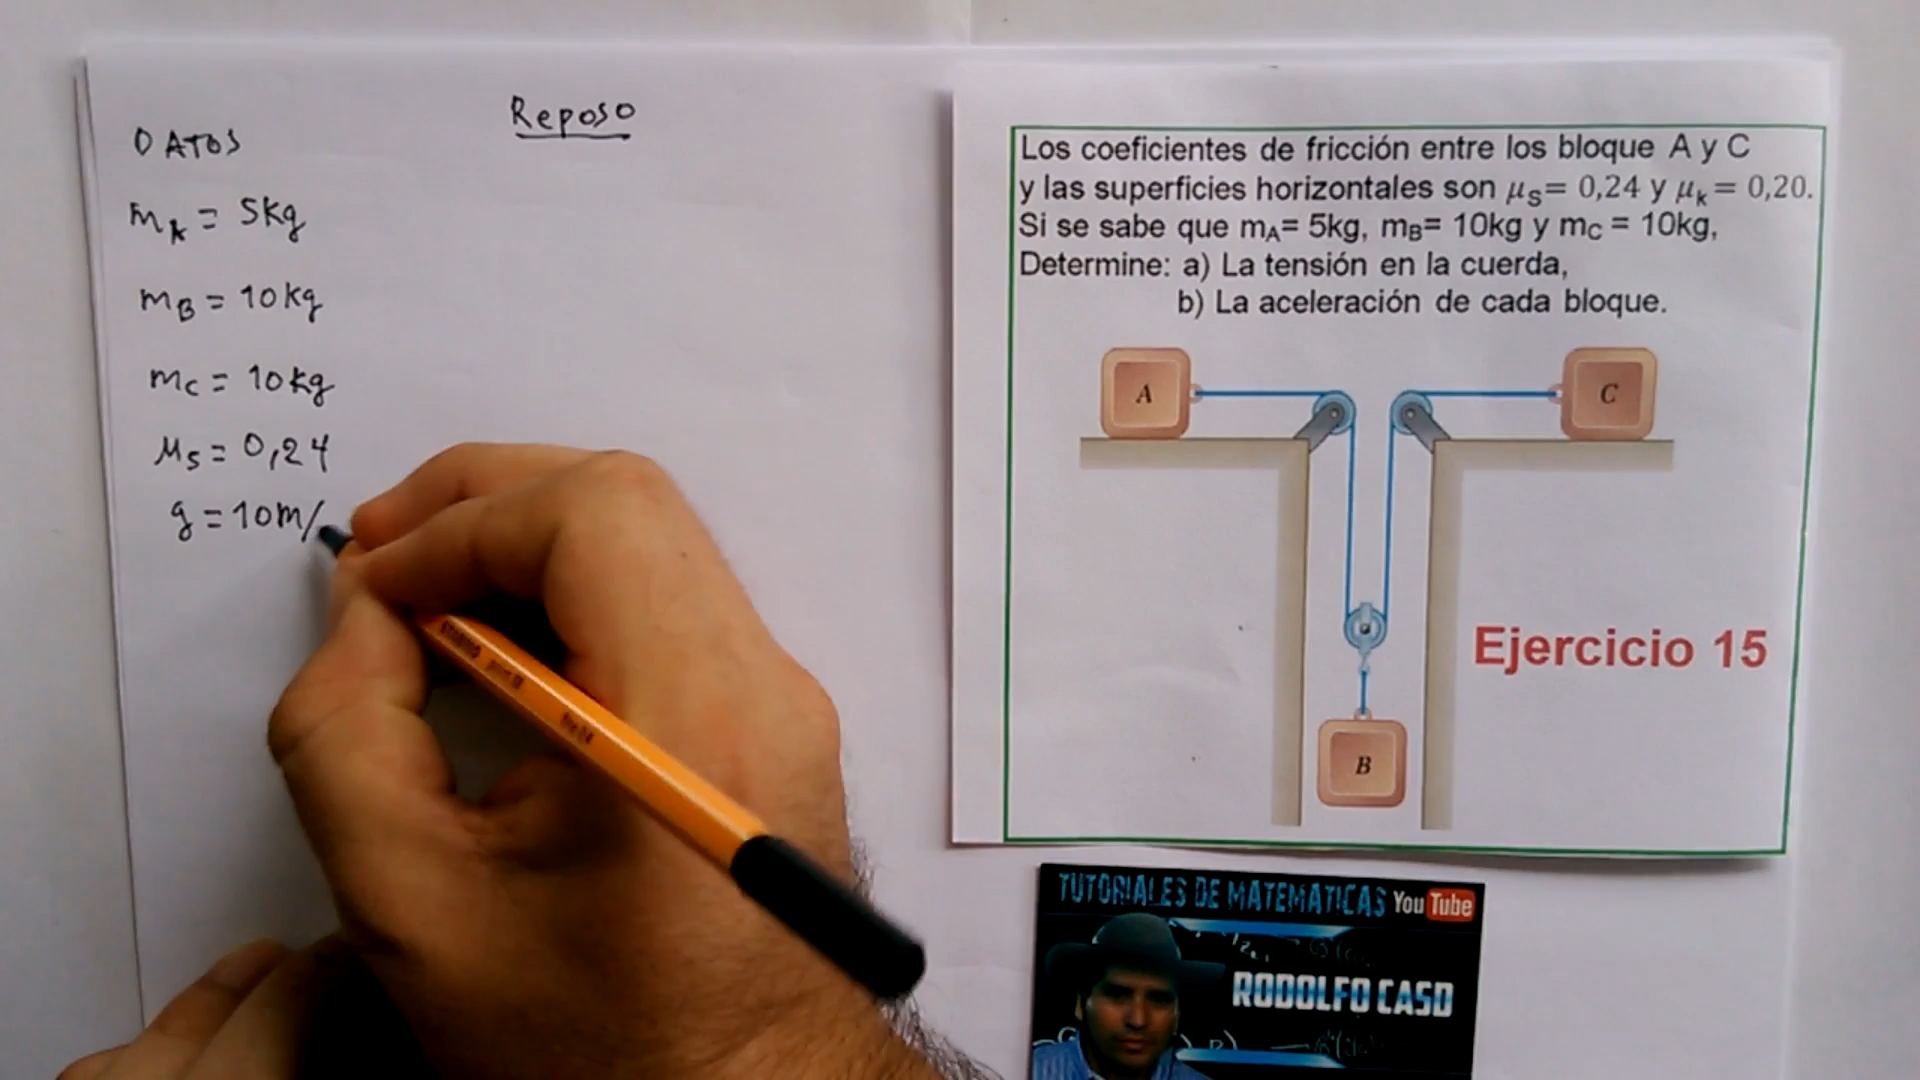 Reposo
DATOS
mA = 5kg
mB = 10kg
mC = 10kg
μs = 0,24
g = 10m/
Los coeficientes de fricción entre los bloque A y C
y las superficies horizontales son μS= 0,24 y μk = 0,20.
Si se sabe que mA= 5kg, mB= 10kg y mC = 10kg,
Determine: a) La tensión en la cuerda,
b) La aceleración de cada bloque.
A
C
B
Ejercicio 15
TUTORIALES DE MATEMATICAS YouTube
RODOLFO CASO